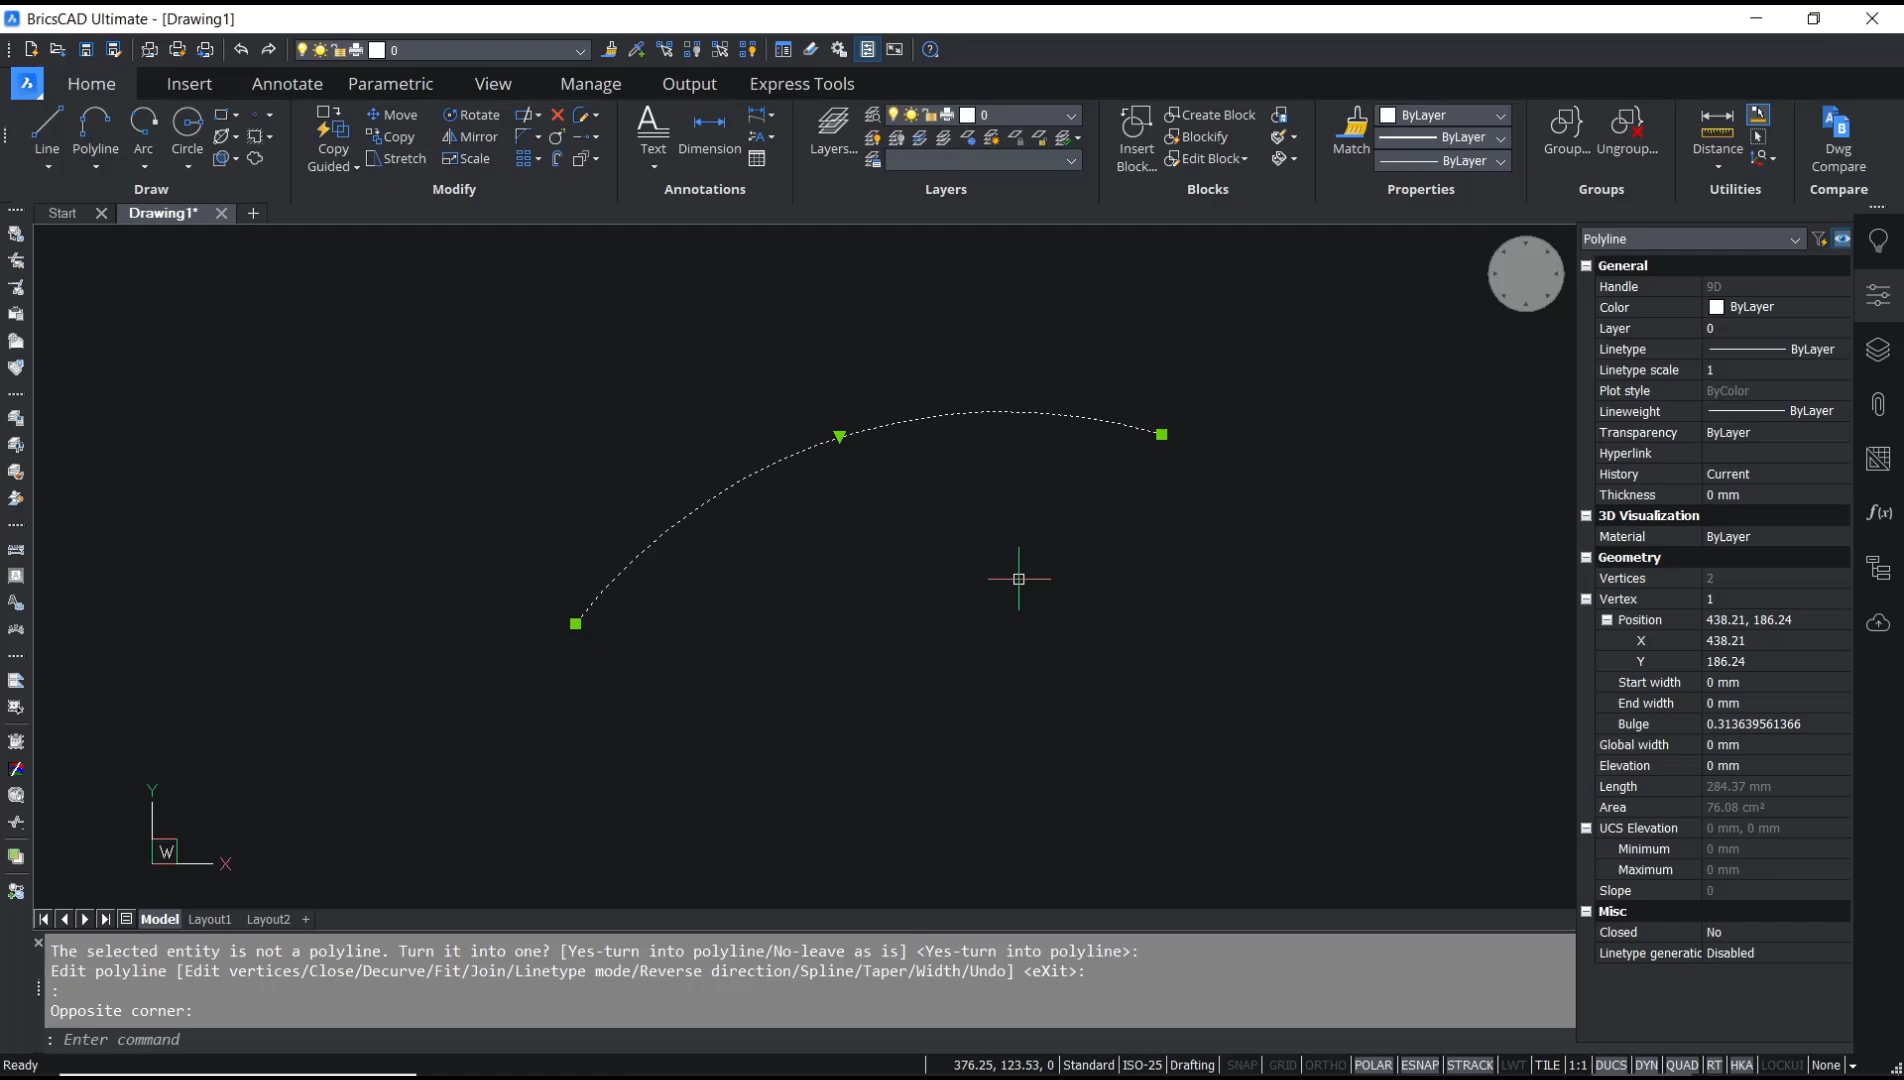 BricsCAD Ultimate - [Drawing1]
0
Home
Insert
Annotate
Parametric
View
Manage
Output
Express Tools
Line
Polyline
Arc
Circle
Draw
Copy
Guided
Move
Copy
Stretch
Rotate
Mirror
Scale
Modify
Text
Dimension
Annotations
Layers...
0
Layers
Insert
Block...
Create Block
Blockify
Edit Block
Blocks
Match
ByLayer
ByLayer
ByLayer
Properties
Group...
Ungroup...
Groups
Distance
Utilities
Dwg
Compare
Compare
Start
Drawing1*
Polyline
General
Handle 9D
Color ByLayer
Layer 0
Linetype ByLayer
Linetype scale 1
Plot style ByColor
Lineweight ByLayer
Transparency ByLayer
Hyperlink
History Current
Thickness 0 mm
3D Visualization
Material ByLayer
Geometry
Vertices 2
Vertex 1
Position 438.21, 186.24
X 438.21
Y 186.24
Start width 0 mm
End width 0 mm
Bulge 0.313639561366
Global width 0 mm
Elevation 0 mm
Length 284.37 mm
Area 76.08 cm²
UCS Elevation 0 mm, 0 mm
Minimum 0 mm
Maximum 0 mm
Slope 0
Misc
Closed No
Linetype generatic Disabled
f(x)
Y
W
X
Model
Layout1
Layout2
+
The selected entity is not a polyline. Turn it into one? [Yes-turn into polyline/No-leave as is] <Yes-turn into polyline>:
Edit polyline [Edit vertices/Close/Decurve/Fit/Join/Linetype mode/Reverse direction/Spline/Taper/Width/Undo] <eXit>:
:
Opposite corner:
: Enter command
Ready
376.25, 123.53, 0 Standard ISO-25 Drafting SNAP GRID ORTHO POLAR ESNAP STRACK LWT TILE 1:1 DUCS DYN QUAD RT HKA LOCKUI None